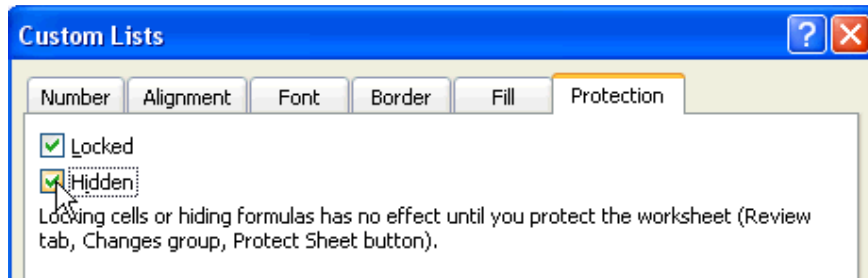 Custom Lists
Number Alignment Font Border Fill Protection
Locked
Hidden
Locking cells or hiding formulas has no effect until you protect the worksheet (Review
tab, Changes group, Protect Sheet button).